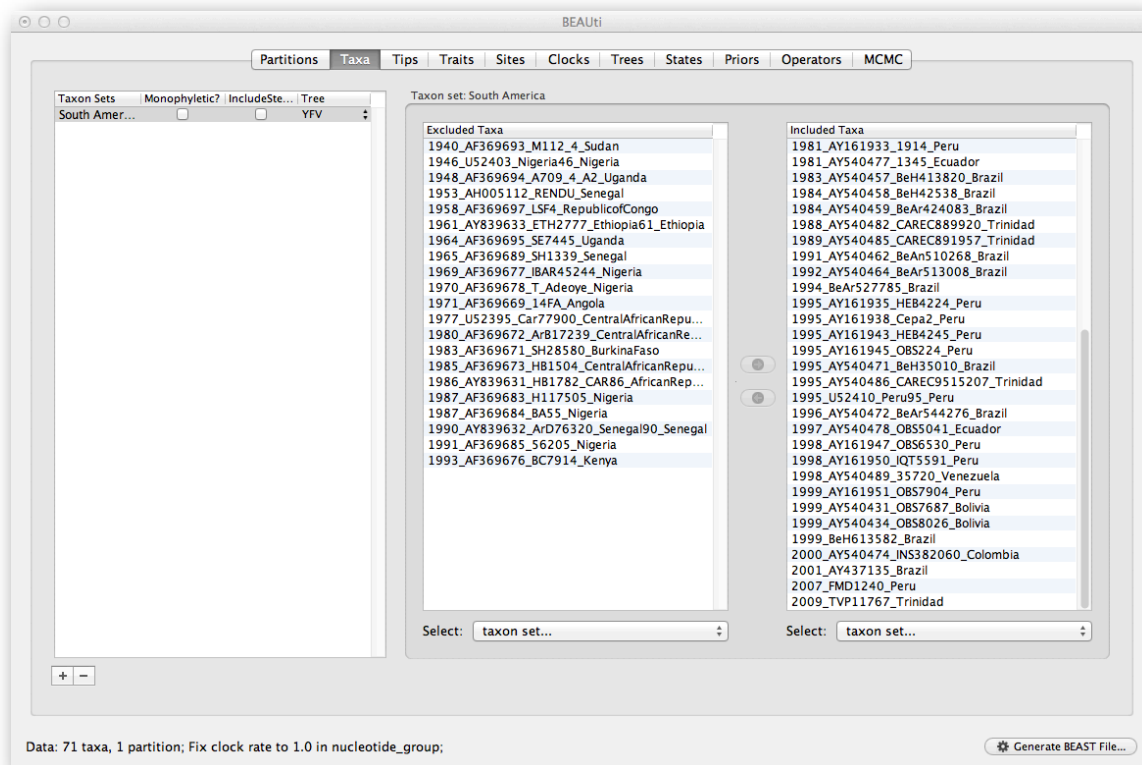 BEAUti
Partitions Taxa Tips Traits Sites Clocks Trees States Priors Operators MCMC
Taxon Sets Monophyletic? IncludeSte... Tree
South Amer... YFV
Taxon set: South America
Excluded Taxa
1940_AF369693_M112_4_Sudan
1946_U52403_Nigeria46_Nigeria
1948_AF369694_A709_4_A2_Uganda
1953_AH005112_RENDU_Senegal
1958_AF369697_LSF4_RepublicofCongo
1961_AY839633_ETH2777_Ethiopia61_Ethiopia
1964_AF369695_SE7445_Uganda
1965_AF369689_SH1339_Senegal
1969_AF369677_IBAR45244_Nigeria
1970_AF369678_T_Adeoye_Nigeria
1971_AF369669_14FA_Angola
1977_U52395_Car77900_CentralAfricanRepu...
1980_AF369672_ArB17239_CentralAfricanRe...
1983_AF369671_SH28580_BurkinaFaso
1985_AF369673_HB1504_CentralAfricanRepu...
1986_AY839631_HB1782_CAR86_AfricanRep...
1987_AF369683_H117505_Nigeria
1987_AF369684_BA55_Nigeria
1990_AY839632_ArD76320_Senegal90_Senegal
1991_AF369685_56205_Nigeria
1993_AF369676_BC7914_Kenya
Select: taxon set...
Included Taxa
1981_AY161933_1914_Peru
1981_AY540477_1345_Ecuador
1983_AY540457_BeH413820_Brazil
1984_AY540458_BeH42538_Brazil
1984_AY540459_BeAr424083_Brazil
1988_AY540482_CAREC889920_Trinidad
1989_AY540485_CAREC891957_Trinidad
1991_AY540462_BeAn510268_Brazil
1992_AY540464_BeAr513008_Brazil
1994_BeAr527785_Brazil
1995_AY161935_HEB4224_Peru
1995_AY161938_Cepa2_Peru
1995_AY161943_HEB4245_Peru
1995_AY161945_OBS224_Peru
1995_AY540471_BeH35010_Brazil
1995_AY540486_CAREC9515207_Trinidad
1995_U52410_Peru95_Peru
1996_AY540472_BeAr544276_Brazil
1997_AY540478_OBS5041_Ecuador
1998_AY161947_OBS6530_Peru
1998_AY161950_IQT5591_Peru
1998_AY540489_35720_Venezuela
1999_AY161951_OBS7904_Peru
1999_AY540431_OBS7687_Bolivia
1999_AY540434_OBS8026_Bolivia
1999_BeH613582_Brazil
2000_AY540474_INS382060_Colombia
2001_AY437135_Brazil
2007_FMD1240_Peru
2009_TVP11767_Trinidad
Select: taxon set...
+ −
Data: 71 taxa, 1 partition; Fix clock rate to 1.0 in nucleotide_group;
Generate BEAST File...